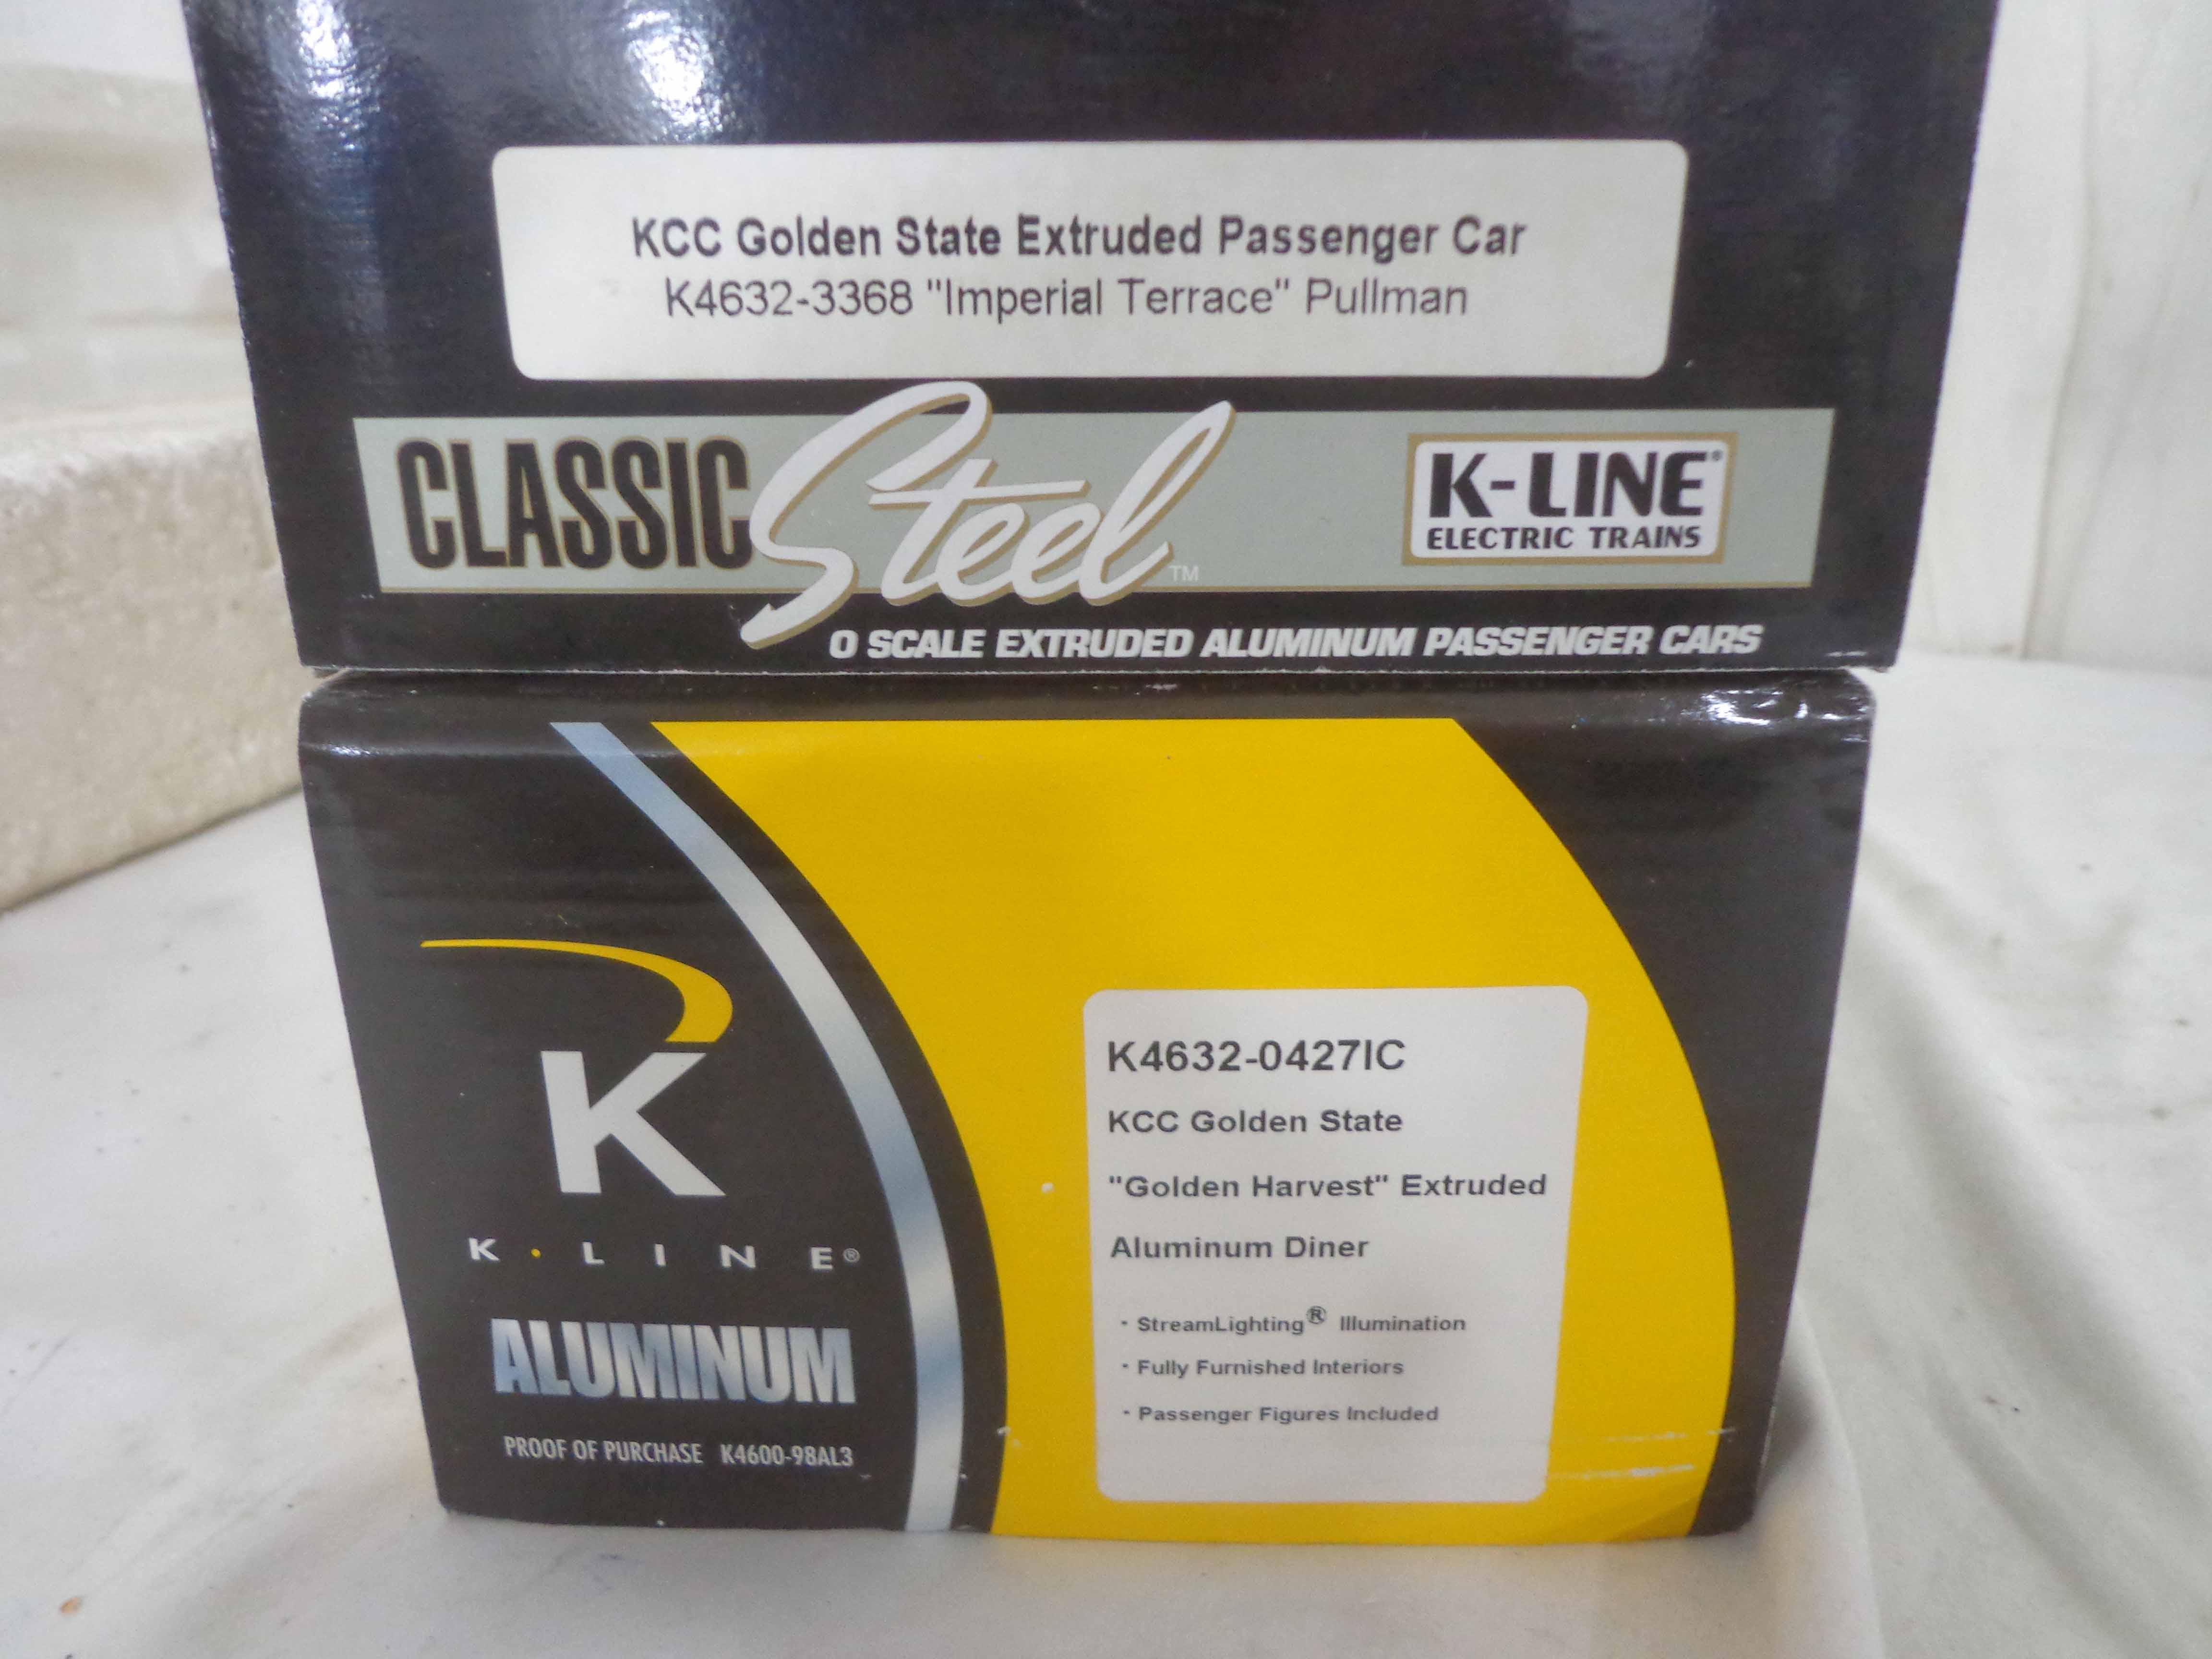 KCC Golden State Extruded Passenger Car
K4632-3368 "Imperial Terrace" Pullman
CLASSIC Steel™
K-LINE®
ELECTRIC TRAINS
O SCALE EXTRUDED ALUMINUM PASSENGER CARS
K
K·LINE®
ALUMINUM
PROOF OF PURCHASE K4600-98AL3
K4632-0427IC
KCC Golden State
"Golden Harvest" Extruded
Aluminum Diner
· StreamLighting® Illumination
· Fully Furnished Interiors
· Passenger Figures Included